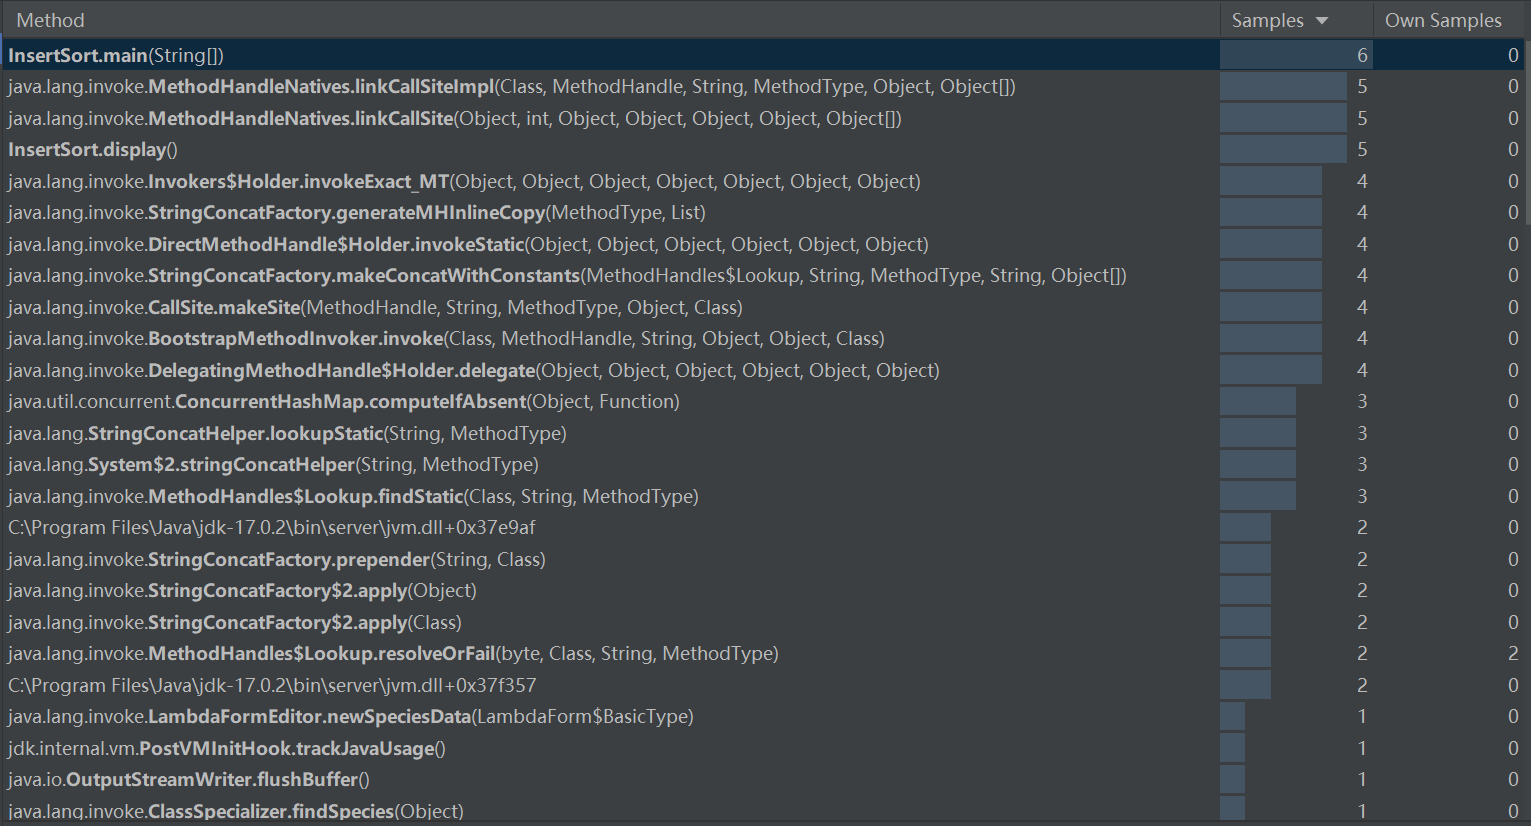 Method Samples Own Samples
InsertSort.main(String[]) 6 0
java.lang.invoke.MethodHandleNatives.linkCallSiteImpl(Class, MethodHandle, String, MethodType, Object, Object[]) 5 0
java.lang.invoke.MethodHandleNatives.linkCallSite(Object, int, Object, Object, Object, Object, Object[]) 5 0
InsertSort.display() 5 0
java.lang.invoke.Invokers$Holder.invokeExact_MT(Object, Object, Object, Object, Object, Object, Object) 4 0
java.lang.invoke.StringConcatFactory.generateMHInlineCopy(MethodType, List) 4 0
java.lang.invoke.DirectMethodHandle$Holder.invokeStatic(Object, Object, Object, Object, Object, Object) 4 0
java.lang.invoke.StringConcatFactory.makeConcatWithConstants(MethodHandles$Lookup, String, MethodType, String, Object[]) 4 0
java.lang.invoke.CallSite.makeSite(MethodHandle, String, MethodType, Object, Class) 4 0
java.lang.invoke.BootstrapMethodInvoker.invoke(Class, MethodHandle, String, Object, Object, Class) 4 0
java.lang.invoke.DelegatingMethodHandle$Holder.delegate(Object, Object, Object, Object, Object, Object) 4 0
java.util.concurrent.ConcurrentHashMap.computeIfAbsent(Object, Function) 3 0
java.lang.StringConcatHelper.lookupStatic(String, MethodType) 3 0
java.lang.System$2.stringConcatHelper(String, MethodType) 3 0
java.lang.invoke.MethodHandles$Lookup.findStatic(Class, String, MethodType) 3 0
C:\Program Files\Java\jdk-17.0.2\bin\server\jvm.dll+0x37e9af 2 0
java.lang.invoke.StringConcatFactory.prepender(String, Class) 2 0
java.lang.invoke.StringConcatFactory$2.apply(Object) 2 0
java.lang.invoke.StringConcatFactory$2.apply(Class) 2 0
java.lang.invoke.MethodHandles$Lookup.resolveOrFail(byte, Class, String, MethodType) 2 2
C:\Program Files\Java\jdk-17.0.2\bin\server\jvm.dll+0x37f357 2 0
java.lang.invoke.LambdaFormEditor.newSpeciesData(LambdaForm$BasicType) 1 0
jdk.internal.vm.PostVMInitHook.trackJavaUsage() 1 0
java.io.OutputStreamWriter.flushBuffer() 1 0
java.lang.invoke.ClassSpecializer.findSpecies(Object) 1 0